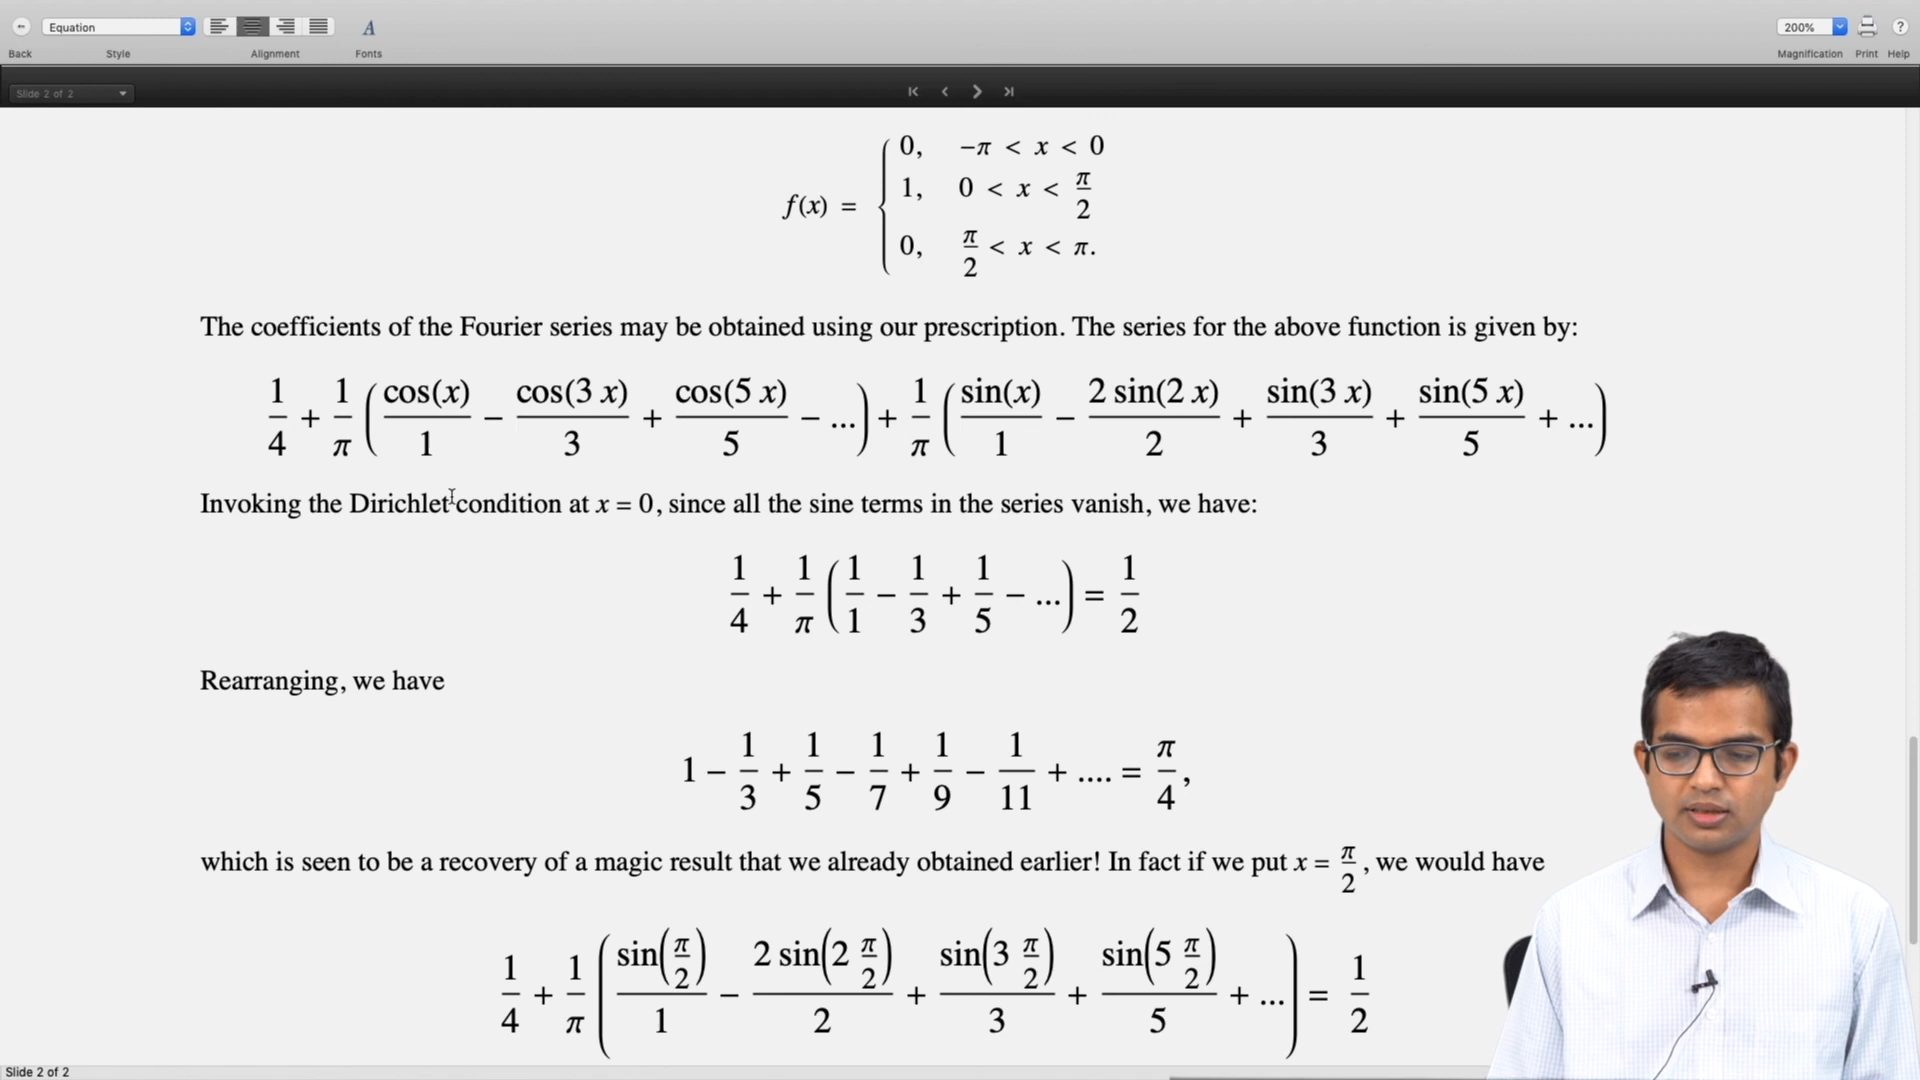 Equation
200%
Back Style Alignment Fonts Magnification Print Help
Slide 2 of 2
f(x) = { 0, −π < x < 0
1, 0 < x < π/2
0, π/2 < x < π.
The coefficients of the Fourier series may be obtained using our prescription. The series for the above function is given by:
1/4 + 1/π ( cos(x)/1 − cos(3 x)/3 + cos(5 x)/5 − ... ) + 1/π ( sin(x)/1 − 2 sin(2 x)/2 + sin(3 x)/3 + sin(5 x)/5 + ... )
Invoking the Dirichlet condition at x = 0, since all the sine terms in the series vanish, we have:
1/4 + 1/π ( 1/1 − 1/3 + 1/5 − ... ) = 1/2
Rearranging, we have
1 − 1/3 + 1/5 − 1/7 + 1/9 − 1/11 + .... = π/4,
which is seen to be a recovery of a magic result that we already obtained earlier! In fact if we put x = π/2, we would have
1/4 + 1/π ( sin(π/2)/1 − 2 sin(2 π/2)/2 + sin(3 π/2)/3 + sin(5 π/2)/5 + ... ) = 1/2
Slide 2 of 2